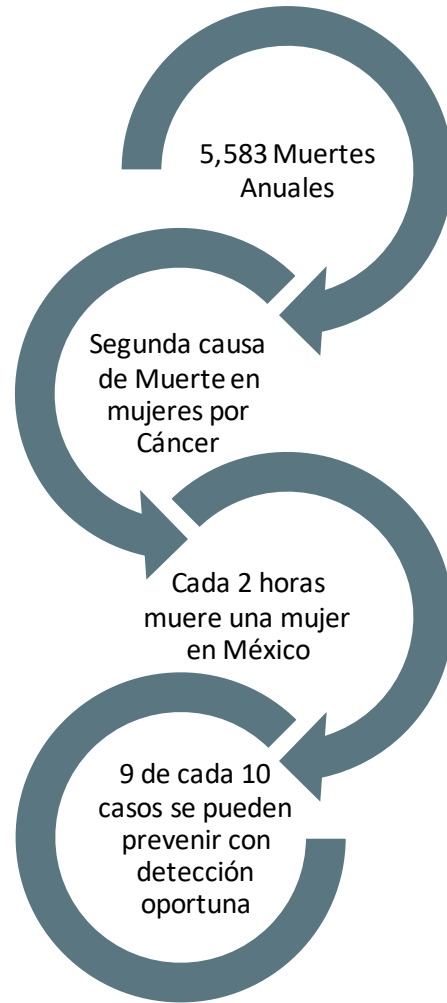 5,583 Muertes
Anuales
Segunda causa
de Muerte en
mujeres por
Cáncer
Cada 2 horas
muere una mujer
en México
9 de cada 10
casos se pueden
prevenir con
detección
oportuna